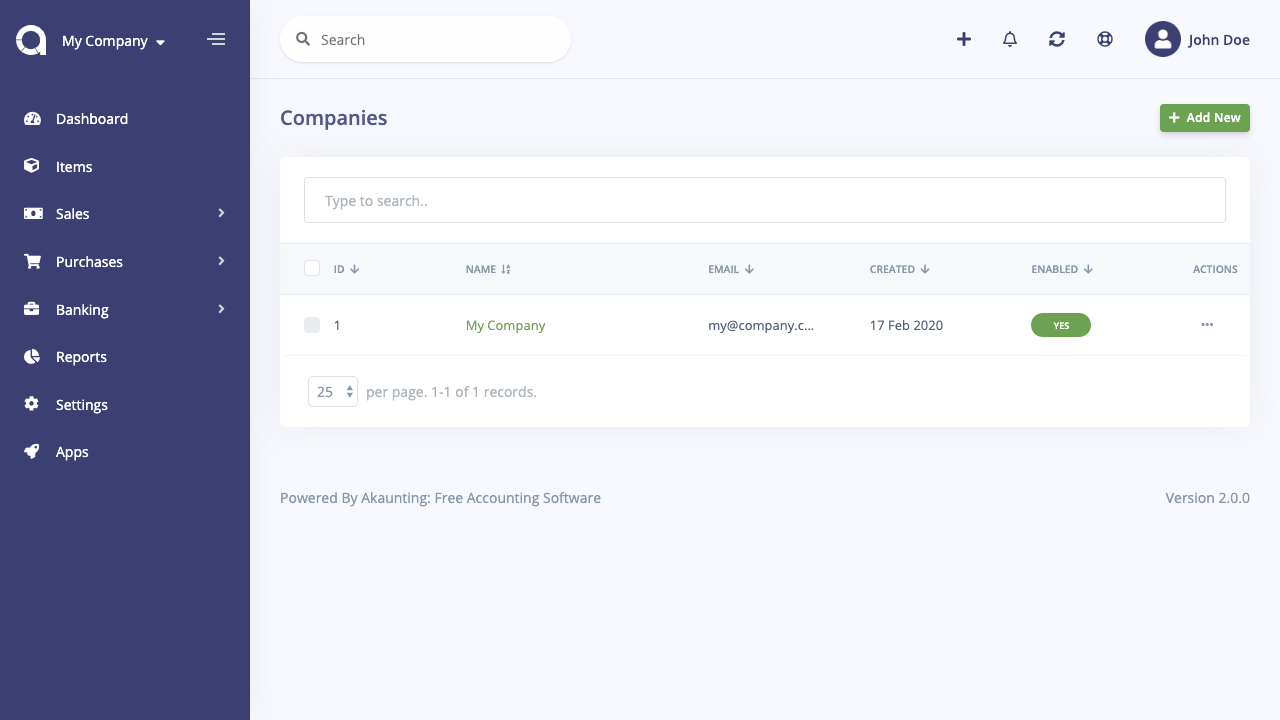 My Company
Search
John Doe
Dashboard
Items
Sales
Purchases
Banking
Reports
Settings
Apps
Companies
Add New
Type to search..
ID NAME EMAIL CREATED ENABLED ACTIONS
1 My Company my@company.c... 17 Feb 2020 YES
25 per page. 1-1 of 1 records.
Powered By Akaunting: Free Accounting Software
Version 2.0.0